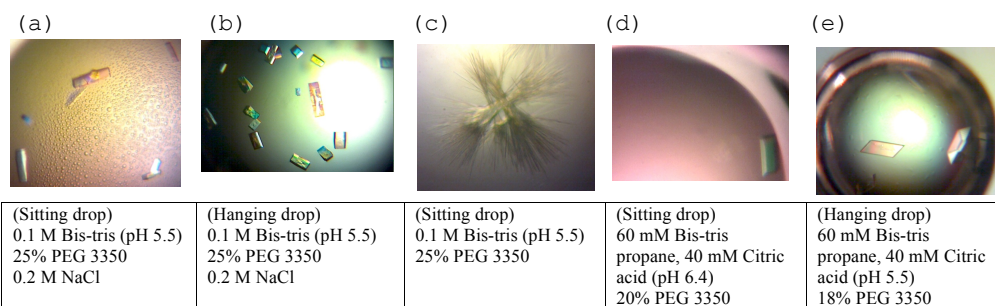 (a) (b) (c) (d) (e)
(Sitting drop)
0.1 M Bis-tris (pH 5.5)
25% PEG 3350
0.2 M NaCl
(Hanging drop)
0.1 M Bis-tris (pH 5.5)
25% PEG 3350
0.2 M NaCl
(Sitting drop)
0.1 M Bis-tris (pH 5.5)
25% PEG 3350
(Sitting drop)
60 mM Bis-tris
propane, 40 mM Citric
acid (pH 6.4)
20% PEG 3350
(Hanging drop)
60 mM Bis-tris
propane, 40 mM Citric
acid (pH 5.5)
18% PEG 3350